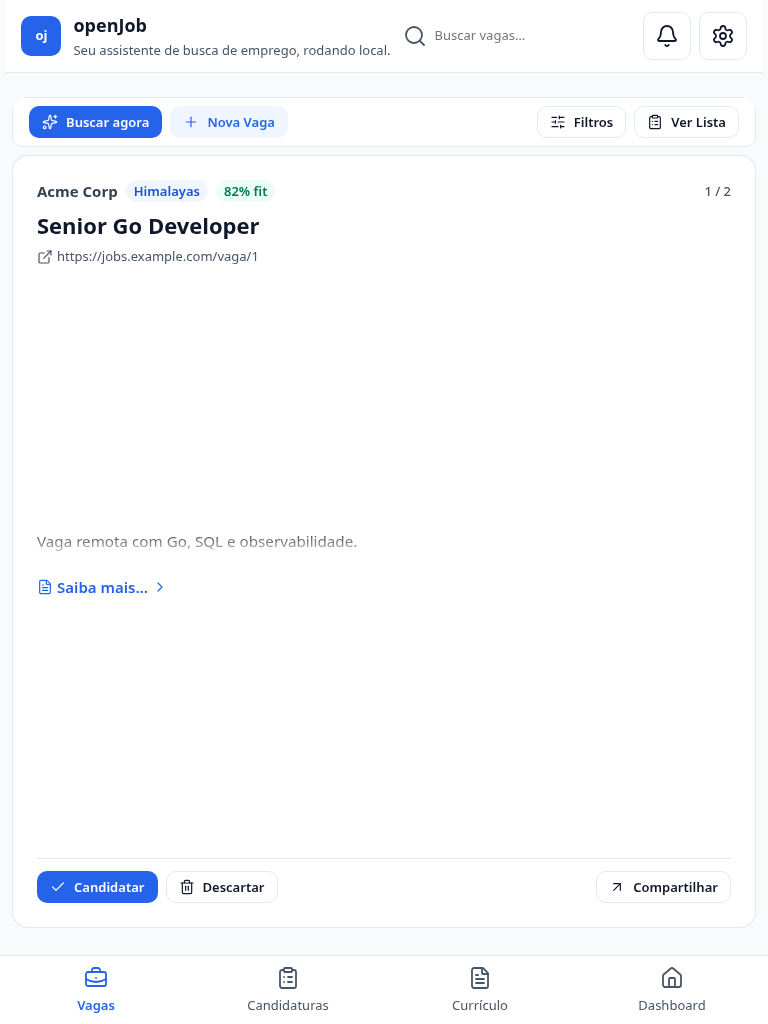 oj
openJob
Seu assistente de busca de emprego, rodando local.
Buscar vagas...
Buscar agora
Nova Vaga
Filtros
Ver Lista
Acme Corp
Himalayas
82% fit
1 / 2
Senior Go Developer
https://jobs.example.com/vaga/1
Vaga remota com Go, SQL e observabilidade.
Saiba mais...
Candidatar
Descartar
Compartilhar
Vagas
Candidaturas
Currículo
Dashboard